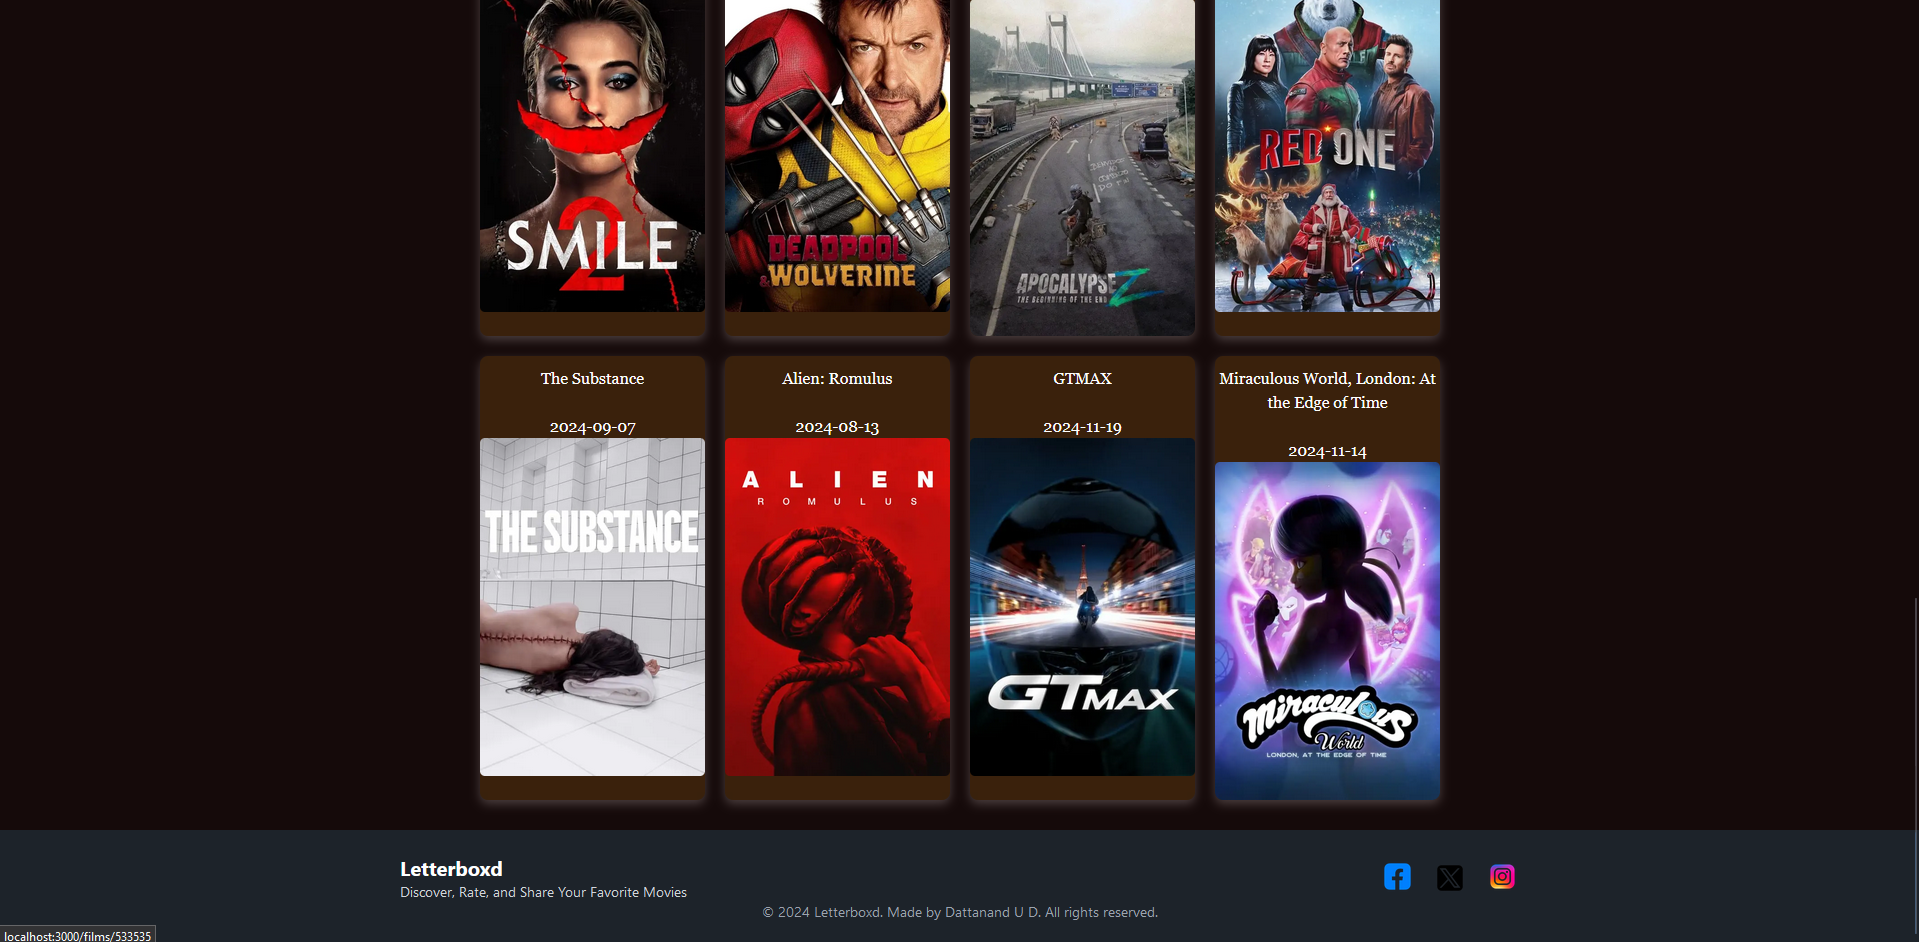 SMILE
2
DEADPOOL
& WOLVERINE
APOCALYPSE Z
THE BEGINNING OF THE END
RED ONE
The Substance
2024-09-07
THE SUBSTANCE
Alien: Romulus
2024-08-13
ALIEN
ROMULUS
GTMAX
2024-11-19
GTMAX
Miraculous World, London: At
the Edge of Time
2024-11-14
Miraculous
World
LONDON, AT THE EDGE OF TIME
Letterboxd
Discover, Rate, and Share Your Favorite Movies
© 2024 Letterboxd. Made by Dattanand U D. All rights reserved.
localhost:3000/films/533535